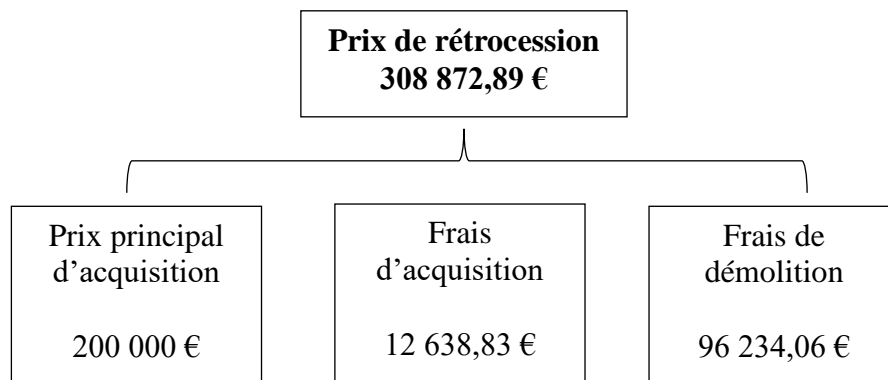 Prix de rétrocession
308 872,89 €
Prix principal
d’acquisition
200 000 €
Frais
d’acquisition
12 638,83 €
Frais de
démolition
96 234,06 €